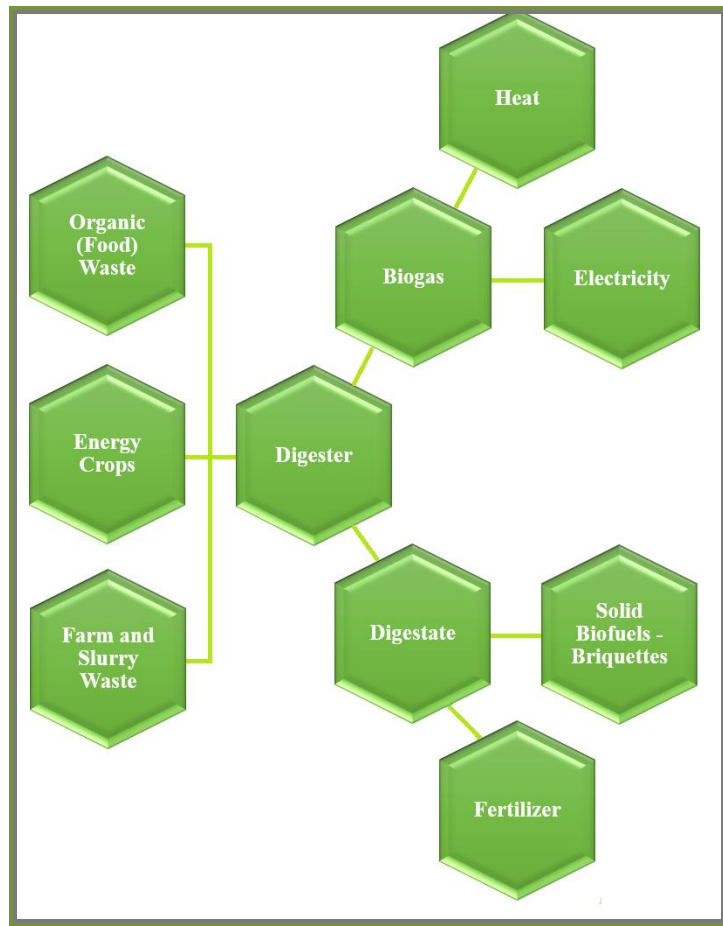 Heat
Organic
(Food)
Waste
Biogas
Electricity
Energy
Crops
Digester
Farm and
Slurry
Waste
Digestate
Solid
Biofuels -
Briquettes
Fertilizer